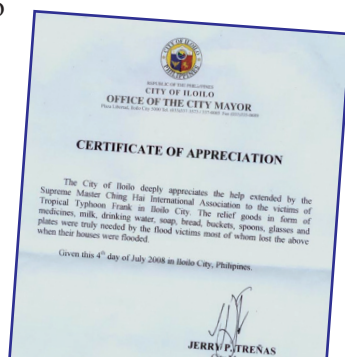 CITY OF ILOILO
PHILIPPINES
REPUBLIC OF THE PHILIPPINES
CITY OF ILOILO
OFFICE OF THE CITY MAYOR
CERTIFICATE OF APPRECIATION
The City of Iloilo deeply appreciates the help extended by the
Supreme Master Ching Hai International Association to the victims of
Tropical Typhoon Frank in Iloilo City. The relief goods in form of
medicines, milk, drinking water, soap, bread, buckets, spoons, glasses and
plates were truly needed by the flood victims most of whom lost the above
when their houses were flooded.
Given this 4th day of July 2008 in Iloilo City, Philipines.
JERRY P. TREÑAS